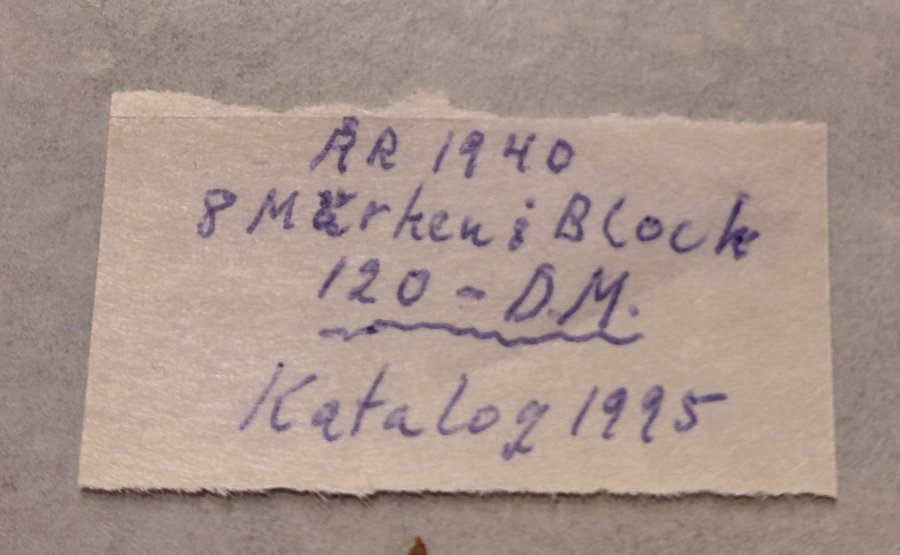 ÅR 1940
8 Märken i Block
120 - D.M.
Katalog 1995